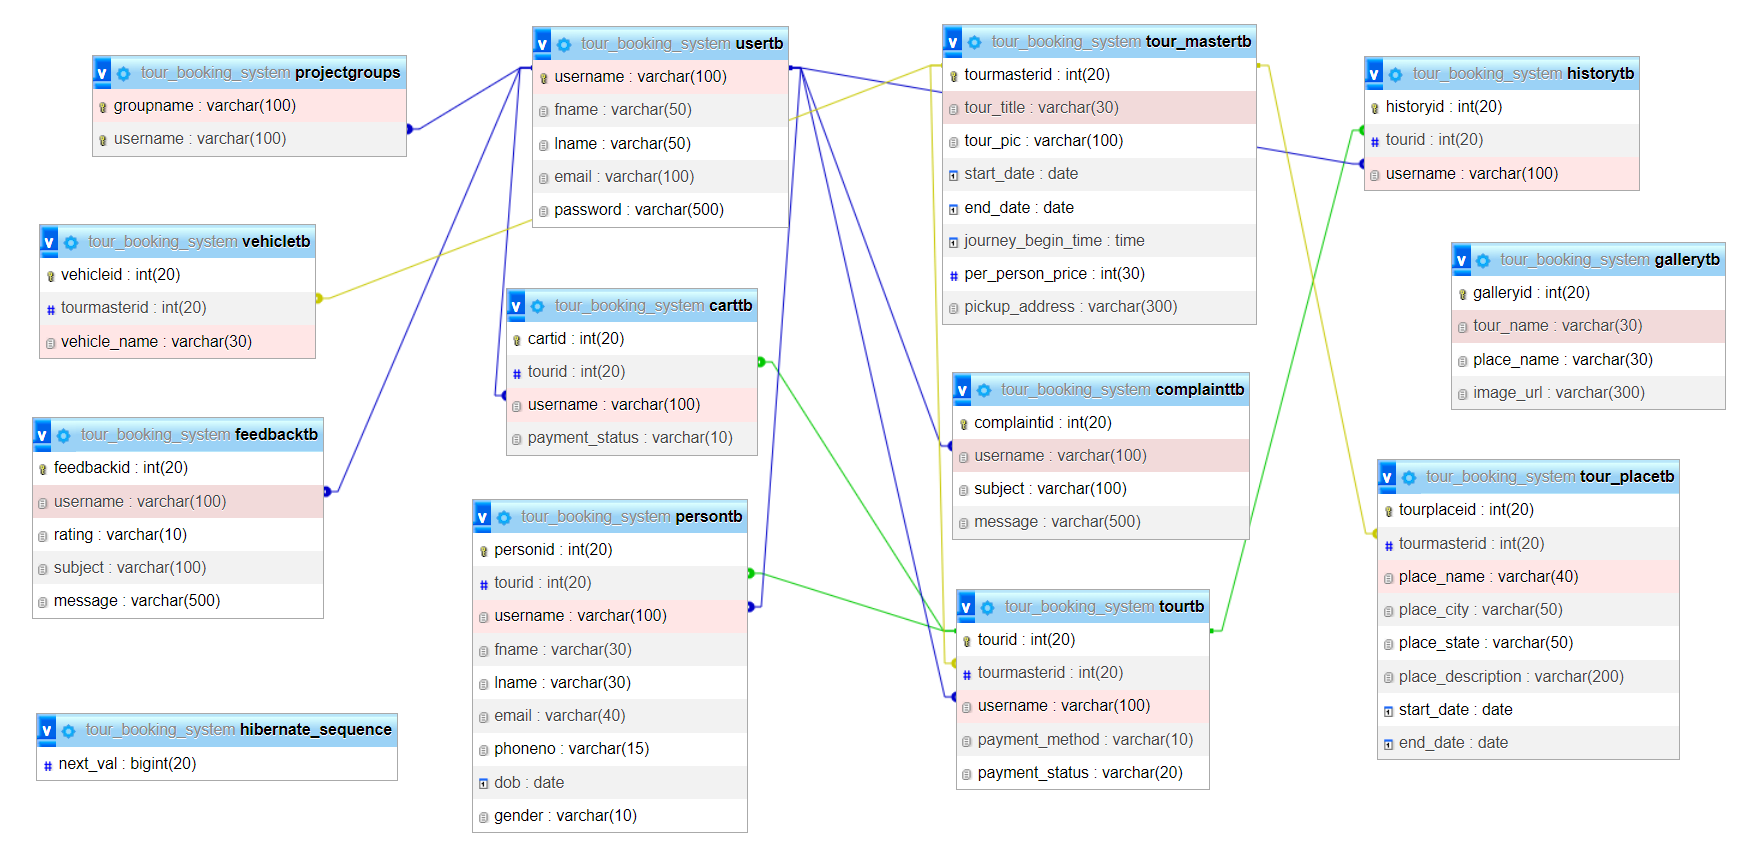 v tour_booking_system projectgroups
groupname : varchar(100)
username : varchar(100)
v tour_booking_system usertb
username : varchar(100)
fname : varchar(50)
lname : varchar(50)
email : varchar(100)
password : varchar(500)
v tour_booking_system tour_mastertb
tourmasterid : int(20)
tour_title : varchar(30)
tour_pic : varchar(100)
start_date : date
end_date : date
journey_begin_time : time
# per_person_price : int(30)
pickup_address : varchar(300)
v tour_booking_system historytb
historyid : int(20)
# tourid : int(20)
username : varchar(100)
v tour_booking_system vehicletb
vehicleid : int(20)
# tourmasterid : int(20)
vehicle_name : varchar(30)
v tour_booking_system gallerytb
galleryid : int(20)
tour_name : varchar(30)
place_name : varchar(30)
image_url : varchar(300)
v tour_booking_system carttb
cartid : int(20)
# tourid : int(20)
username : varchar(100)
payment_status : varchar(10)
v tour_booking_system complainttb
complaintid : int(20)
username : varchar(100)
subject : varchar(100)
message : varchar(500)
v tour_booking_system feedbacktb
feedbackid : int(20)
username : varchar(100)
rating : varchar(10)
subject : varchar(100)
message : varchar(500)
v tour_booking_system persontb
personid : int(20)
# tourid : int(20)
username : varchar(100)
fname : varchar(30)
lname : varchar(30)
email : varchar(40)
phoneno : varchar(15)
dob : date
gender : varchar(10)
v tour_booking_system tour_placetb
tourplaceid : int(20)
# tourmasterid : int(20)
place_name : varchar(40)
place_city : varchar(50)
place_state : varchar(50)
place_description : varchar(200)
start_date : date
end_date : date
v tour_booking_system tourtb
tourid : int(20)
# tourmasterid : int(20)
username : varchar(100)
payment_method : varchar(10)
payment_status : varchar(20)
v tour_booking_system hibernate_sequence
# next_val : bigint(20)